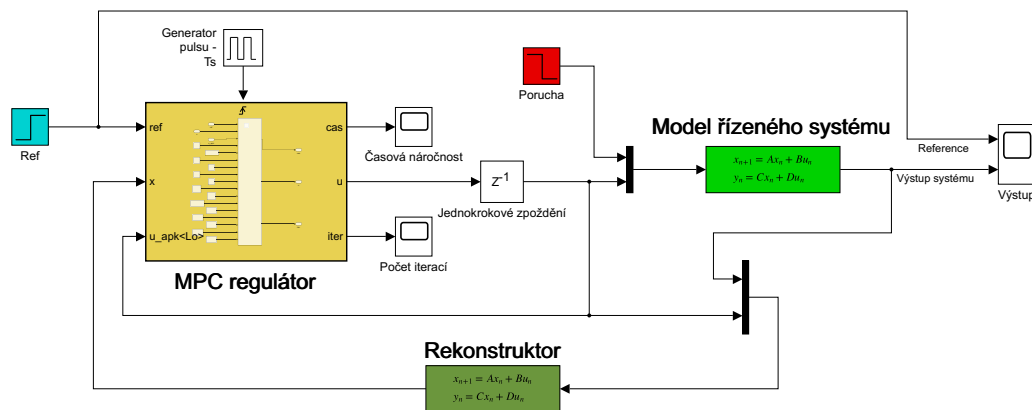 Generator
pulsu -
Ts
Ref
ref
x
u_apk<Lo>
cas
u
iter
MPC regulátor
Časová náročnost
Počet iterací
Z-1
Jednokrokové zpoždění
Porucha
Model řízeného systému
xn+1 = Axn + Bun
yn = Cxn + Dun
Reference
Výstup systému
Výstup
Rekonstruktor
xn+1 = Axn + Bun
yn = Cxn + Dun